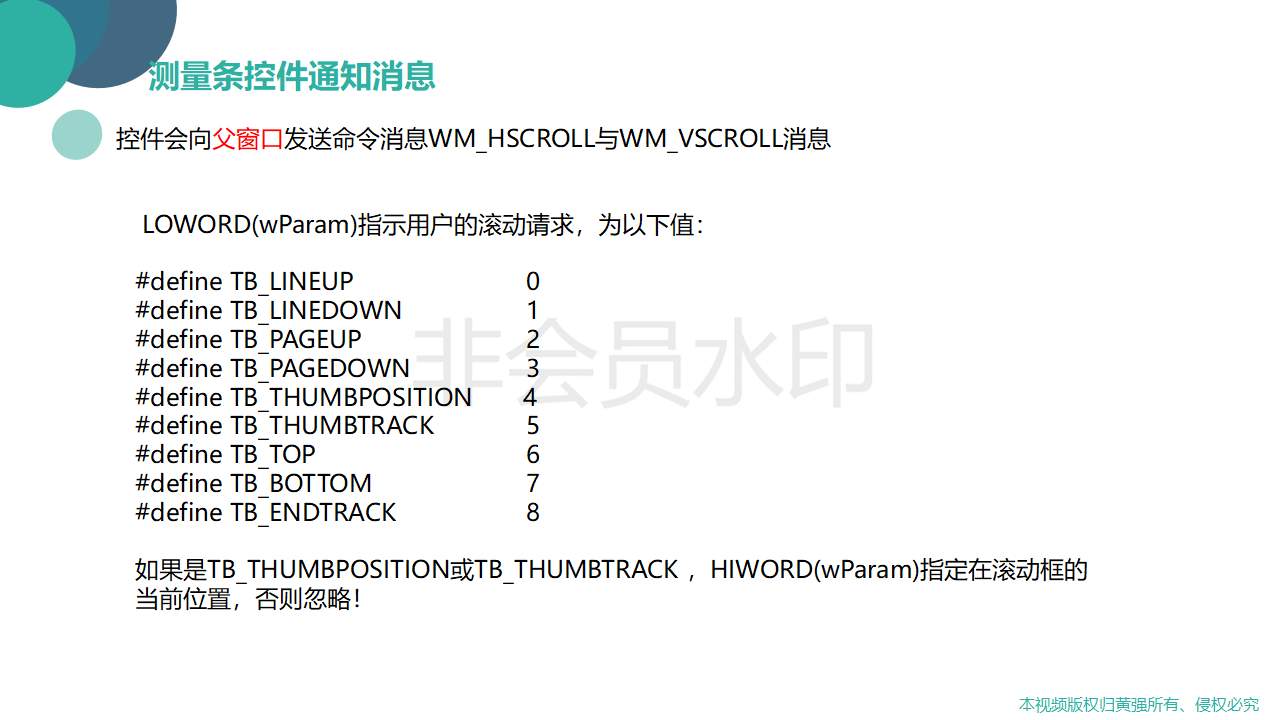 测量条控件通知消息
控件会向父窗口发送命令消息WM_HSCROLL与WM_VSCROLL消息
LOWORD(wParam)指示用户的滚动请求，为以下值：
#define TB_LINEUP 0
#define TB_LINEDOWN 1
#define TB_PAGEUP 2
#define TB_PAGEDOWN 3
#define TB_THUMBPOSITION 4
#define TB_THUMBTRACK 5
#define TB_TOP 6
#define TB_BOTTOM 7
#define TB_ENDTRACK 8
非会员水印
如果是TB_THUMBPOSITION或TB_THUMBTRACK ，HIWORD(wParam)指定在滚动框的
当前位置，否则忽略！
本视频版权归黄强所有、侵权必究